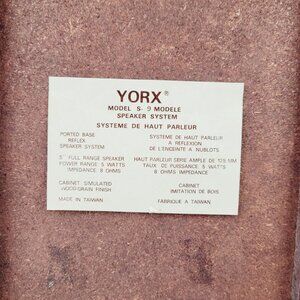 YORX®
MODEL S-9 MODELE
SPEAKER SYSTEM
SYSTEME DE HAUT PARLEUR
PORTED BASE
REFLEX
SPEAKER SYSTEM
SYSTEME DE HAUT PARLEUR
A REFLEXION
DE L'ENCEINTE A NUBLOTS
5" FULL RANGE SPEAKER
POWER RANGE: 5 WATTS
IMPEDANCE: 8 OHMS
HAUT PARLEUR SERIE AMPLE DE 125 MM
TAUX DE PUISSANCE: 5 WATTS
8 OHMS IMPEDANCE
CABINET SIMULATED
WOOD-GRAIN FINISH
CABINET
IMITATION DE BOIS
MADE IN TAIWAN
FABRIQUE A TAIWAN